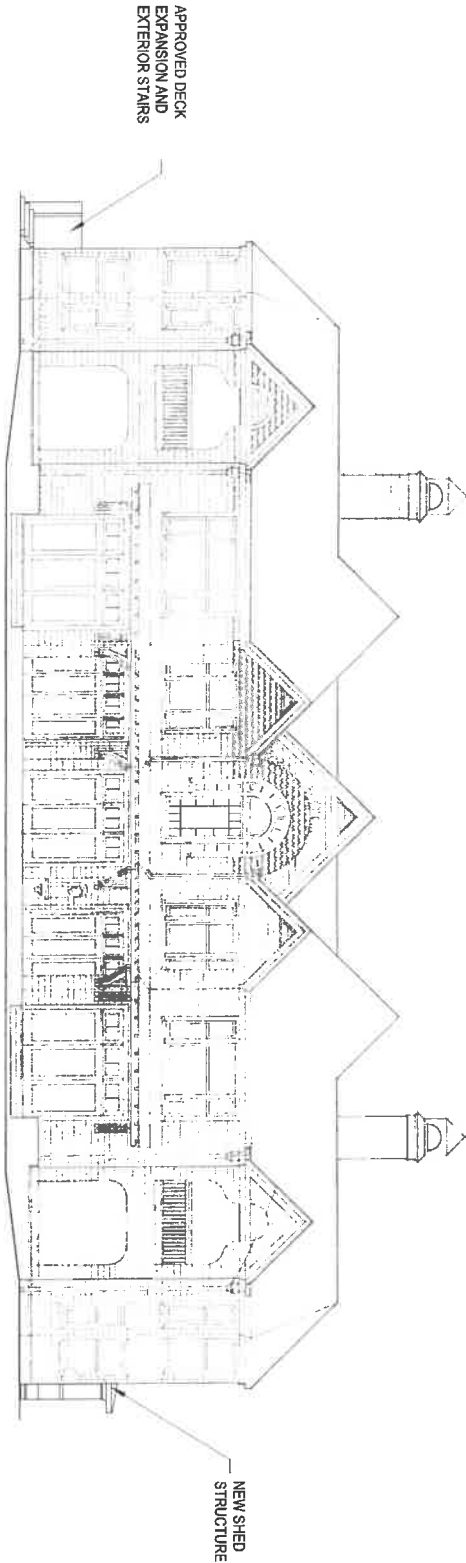 APPROVED DECK
EXPANSION AND
EXTERIOR STAIRS
NEW SHED
STRUCTURE